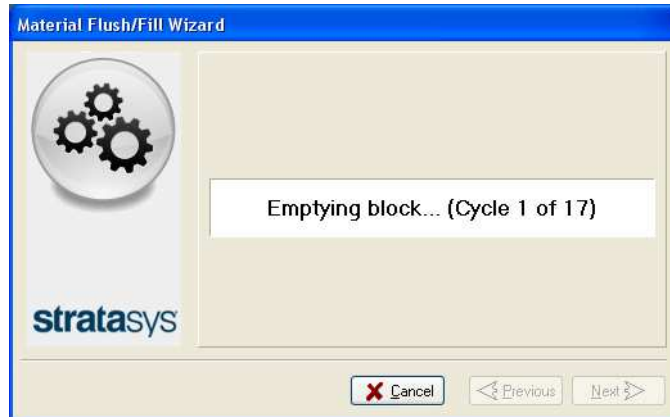 Material Flush/Fill Wizard
Emptying block... (Cycle 1 of 17)
stratasys
Cancel
Previous
Next